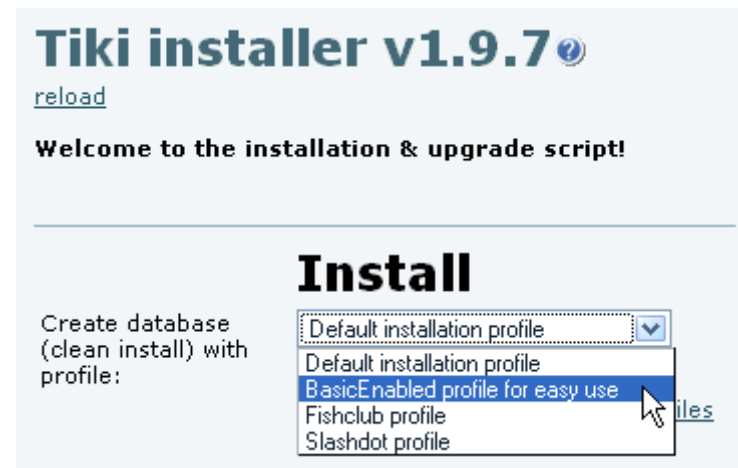 Tiki installer v1.9.7
reload
Welcome to the installation & upgrade script!
Install
Create database
(clean install) with
profile:
Default installation profile
Default installation profile
BasicEnabled profile for easy use
Fishclub profile
Slashdot profile